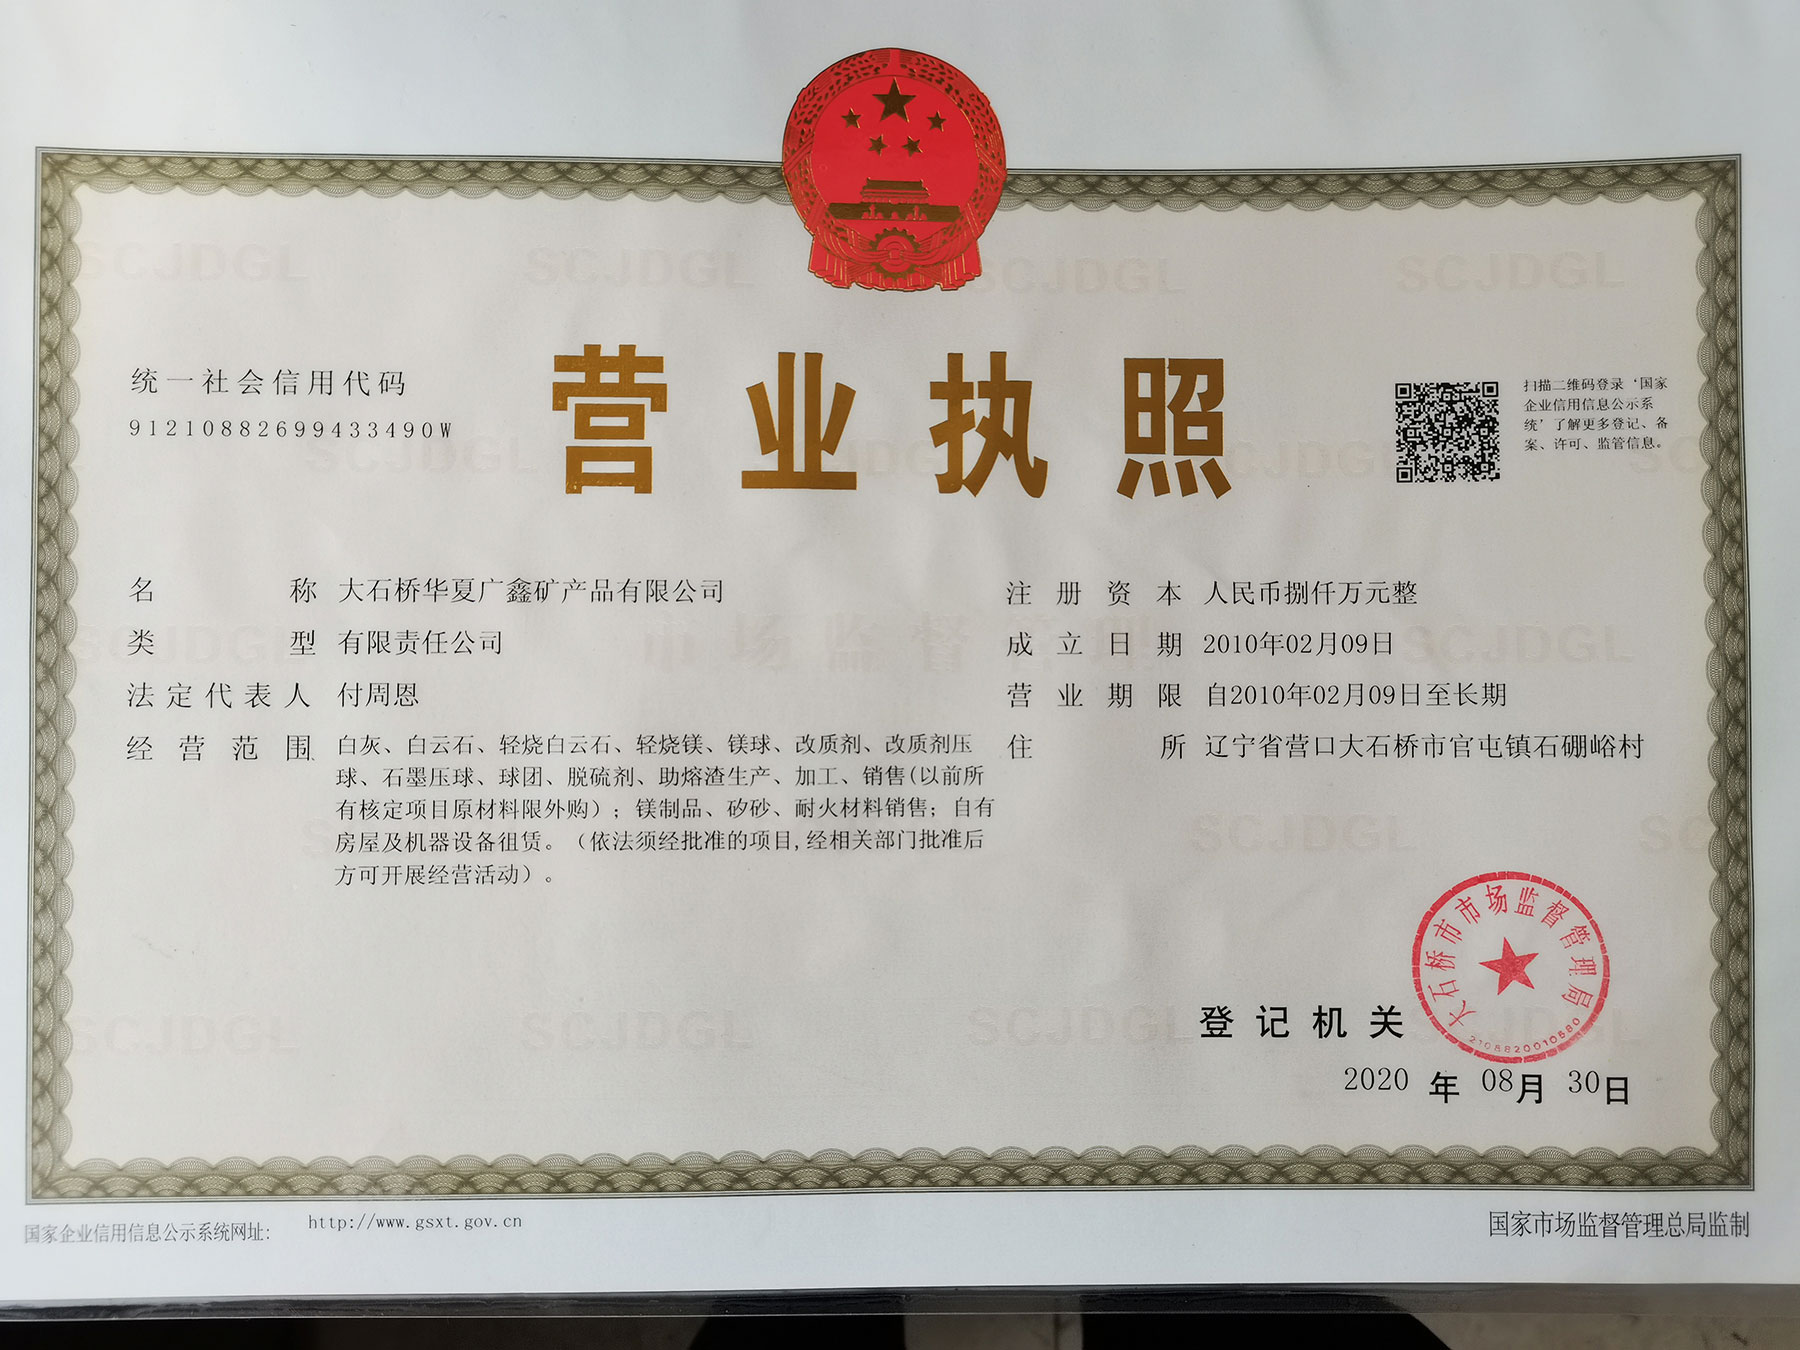 统一社会信用代码
91210882699433490W
营业执照
扫描二维码登录‘国家
企业信用信息公示系
统’了解更多登记、备
案、许可、监管信息。
名称 大石桥华夏广鑫矿产品有限公司
类型 有限责任公司
法定代表人 付周恩
经营范围 白灰、白云石、轻烧白云石、轻烧镁、镁球、改质剂、改质剂压
球、石墨压球、球团、脱硫剂、助熔渣生产、加工、销售(以前所
有核定项目原材料限外购)；镁制品、矽砂、耐火材料销售；自有
房屋及机器设备徂赁。（依法须经批准的项目,经相关部门批准后
方可开展经营活动）。
注册资本 人民币捌仟万元整
成立日期 2010年02月09日
营业期限 自2010年02月09日至长期
住所 辽宁省营口大石桥市官屯镇石硼峪村
大石桥市市场监督管理局
登记机关
2020 年 08月 30日
国家企业信用信息公示系统网址: http://www.gsxt.gov.cn
国家市场监督管理总局监制
SCJDGL
市场监督管理